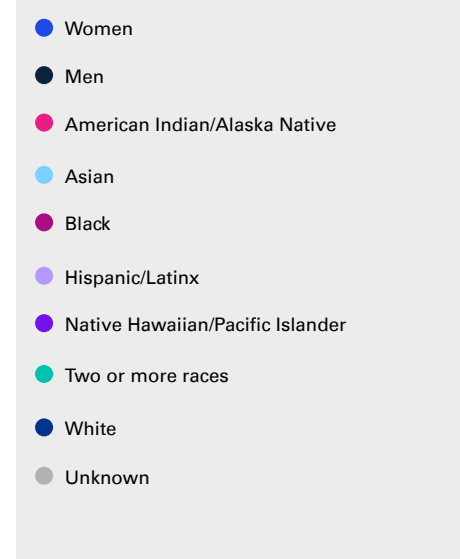 Women
Men
American Indian/Alaska Native
Asian
Black
Hispanic/Latinx
Native Hawaiian/Pacific Islander
Two or more races
White
Unknown